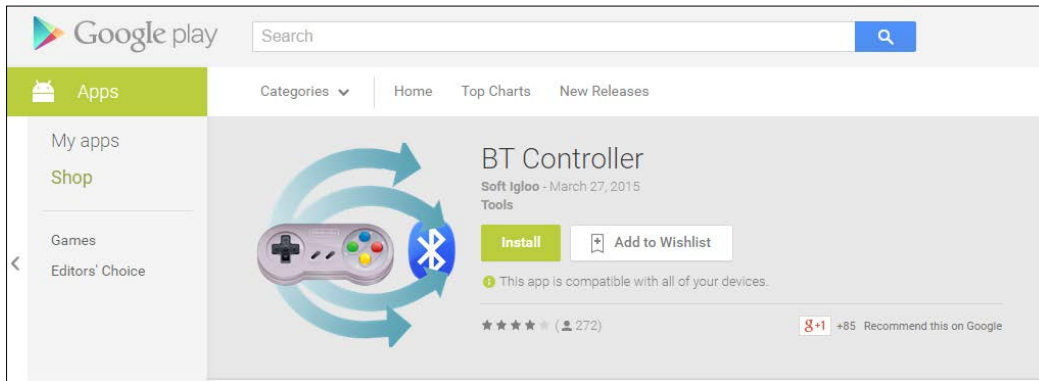 Google play
Search
Apps
Categories Home Top Charts New Releases
My apps
Shop
Games
Editors' Choice
BT Controller
Soft Igloo - March 27, 2015
Tools
Install Add to Wishlist
This app is compatible with all of your devices.
(272)
g+1 +85 Recommend this on Google